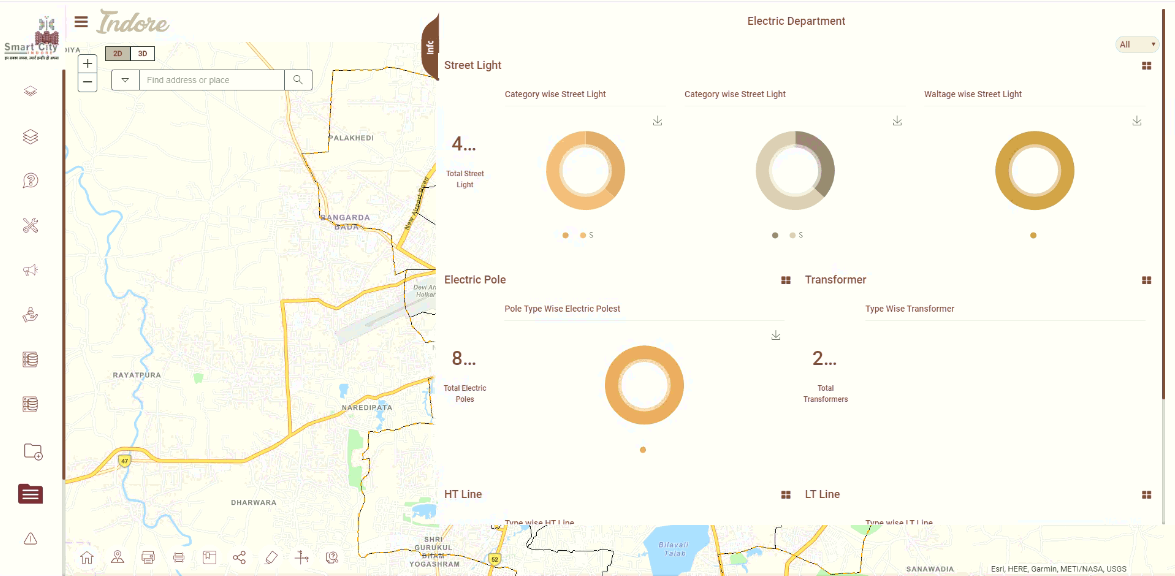 Indore
Electric Department
Smart City
IYA
2D 3D
Info
All
+
−
Find address or place
Street Light
Category wise Street Light
Category wise Street Light
Waltage wise Street Light
4...
Total Street
Light
S
S
PALAKHEDI
New Airport Road
BANGARDA
BADA
Electric Pole
Transformer
Devi Ah
Holkar
Pole Type Wise Electric Polest
Type Wise Transformer
8...
Total Electric
Poles
2...
Total
Transformers
RAYATPURA
NAREDIPATA
47
DHARWARA
HT Line
LT Line
Type wise HT Line
Type wise LT Line
SHRI
GURUKUL
DHAM
YOGASHRAM
52
Bilavali
Talab
SANAWADIA
Esri, HERE, Garmin, METI/NASA, USGS